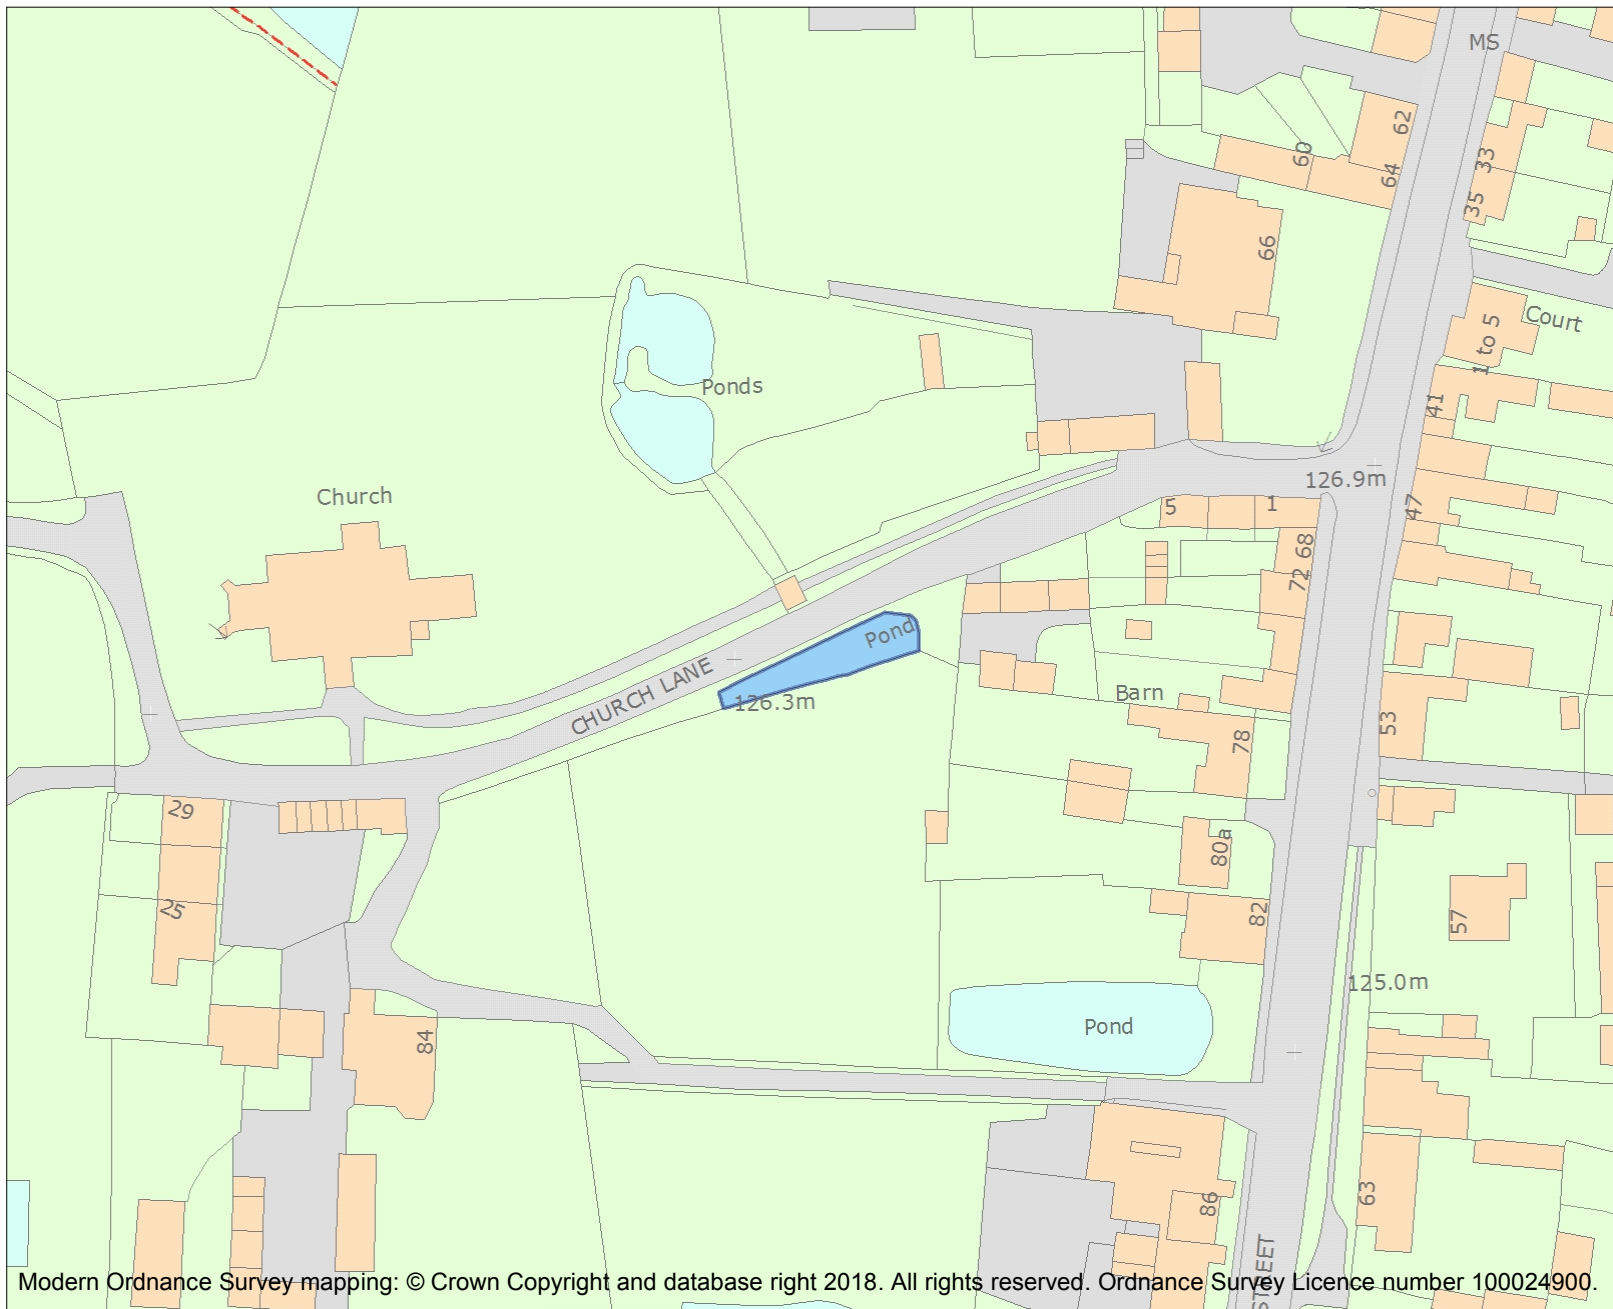 MS
62
60
64
33
35
66
Court
1 to 5
Ponds
41
Church
126.9m
5
1
47
68
72
Pond
CHURCH LANE
126.3m
Barn
53
78
29
80a
25
82
57
125.0m
Pond
84
63
86
STREET
Modern Ordnance Survey mapping: © Crown Copyright and database right 2018. All rights reserved. Ordnance Survey Licence number 100024900.